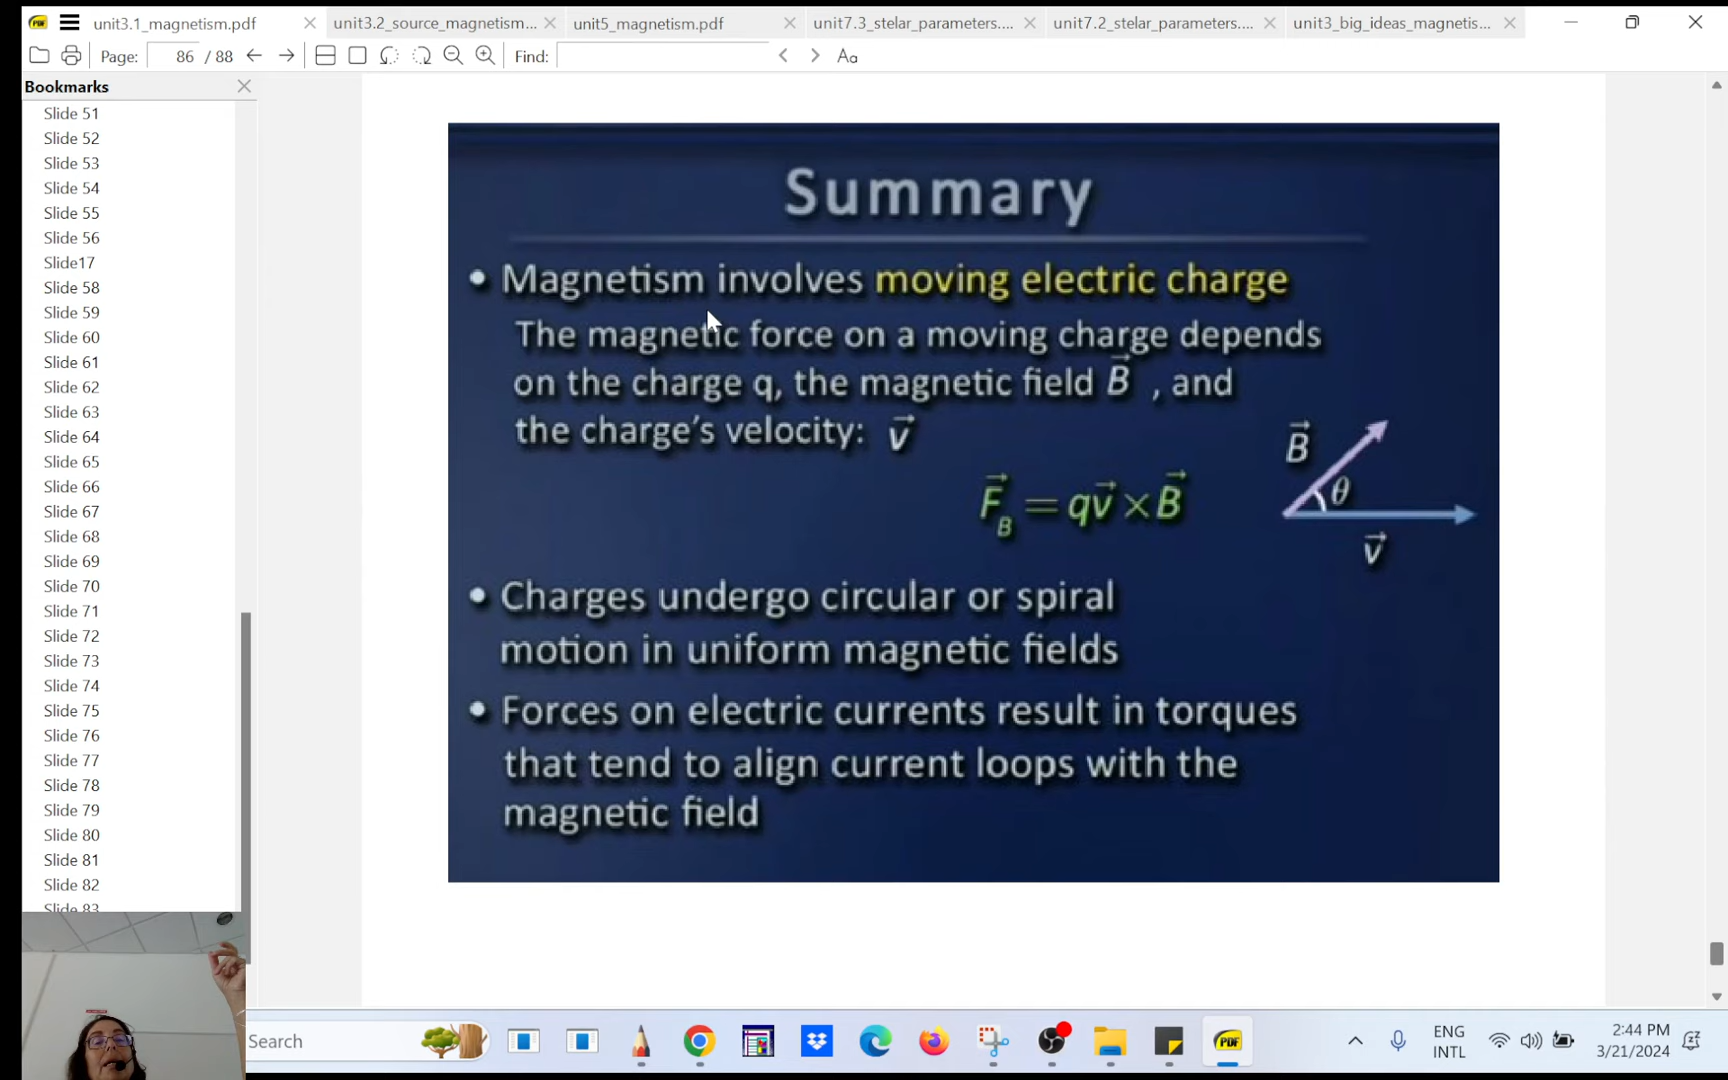 unit3.1_magnetism.pdf
unit3.2_source_magnetism...
unit5_magnetism.pdf
unit7.3_stelar_parameters....
unit7.2_stelar_parameters....
unit3_big_ideas_magnetis...
Page: 86 / 88 Find: Aa
Bookmarks
Slide 51
Slide 52
Slide 53
Slide 54
Slide 55
Slide 56
Slide17
Slide 58
Slide 59
Slide 60
Slide 61
Slide 62
Slide 63
Slide 64
Slide 65
Slide 66
Slide 67
Slide 68
Slide 69
Slide 70
Slide 71
Slide 72
Slide 73
Slide 74
Slide 75
Slide 76
Slide 77
Slide 78
Slide 79
Slide 80
Slide 81
Slide 82
Slide 83
Summary
• Magnetism involves moving electric charge
The magnetic force on a moving charge depends
on the charge q, the magnetic field B⃗ , and
the charge's velocity: v⃗
F⃗_B = qv⃗ × B⃗
B⃗
θ
v⃗
• Charges undergo circular or spiral
motion in uniform magnetic fields
• Forces on electric currents result in torques
that tend to align current loops with the
magnetic field
Search
PDF
ENG
INTL
2:44 PM
3/21/2024